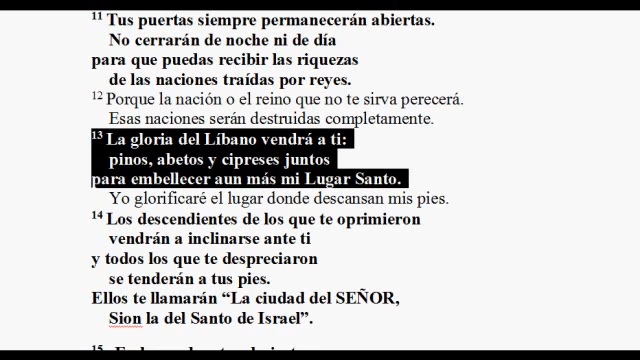 11 Tus puertas siempre permanecerán abiertas.
No cerrarán de noche ni de día
para que puedas recibir las riquezas
de las naciones traídas por reyes.
12 Porque la nación o el reino que no te sirva perecerá.
Esas naciones serán destruidas completamente.
13 La gloria del Líbano vendrá a ti:
pinos, abetos y cipreses juntos
para embellecer aun más mi Lugar Santo.
Yo glorificaré el lugar donde descansan mis pies.
14 Los descendientes de los que te oprimieron
vendrán a inclinarse ante ti
y todos los que te despreciaron
se tenderán a tus pies.
Ellos te llamarán “La ciudad del SEÑOR,
Sion la del Santo de Israel”.
15